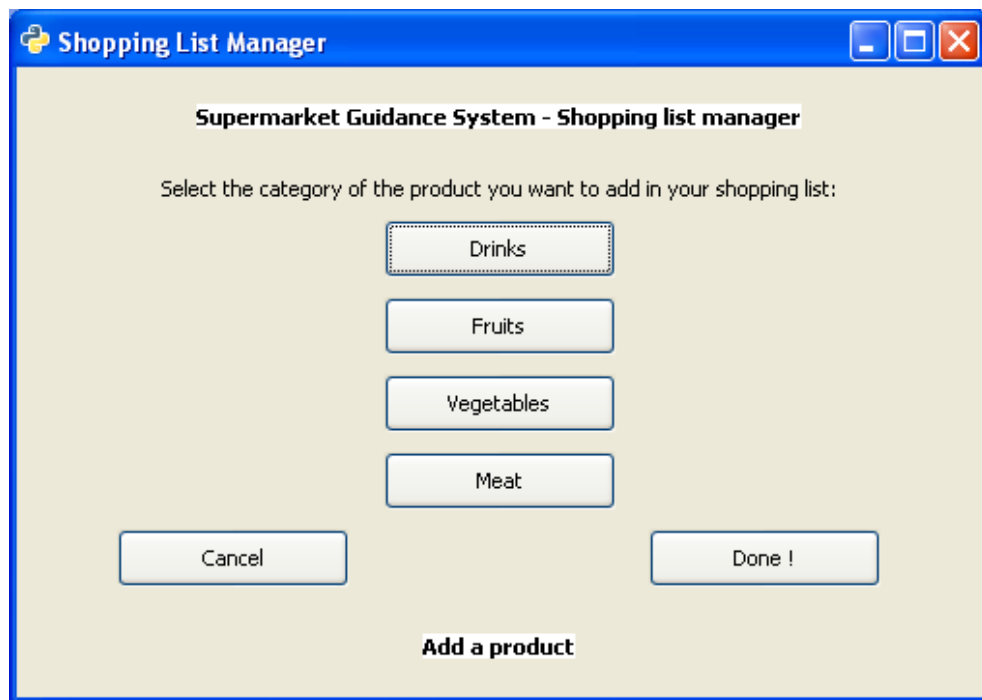 Shopping List Manager
Supermarket Guidance System - Shopping list manager
Select the category of the product you want to add in your shopping list:
Drinks
Fruits
Vegetables
Meat
Cancel
Done !
Add a product